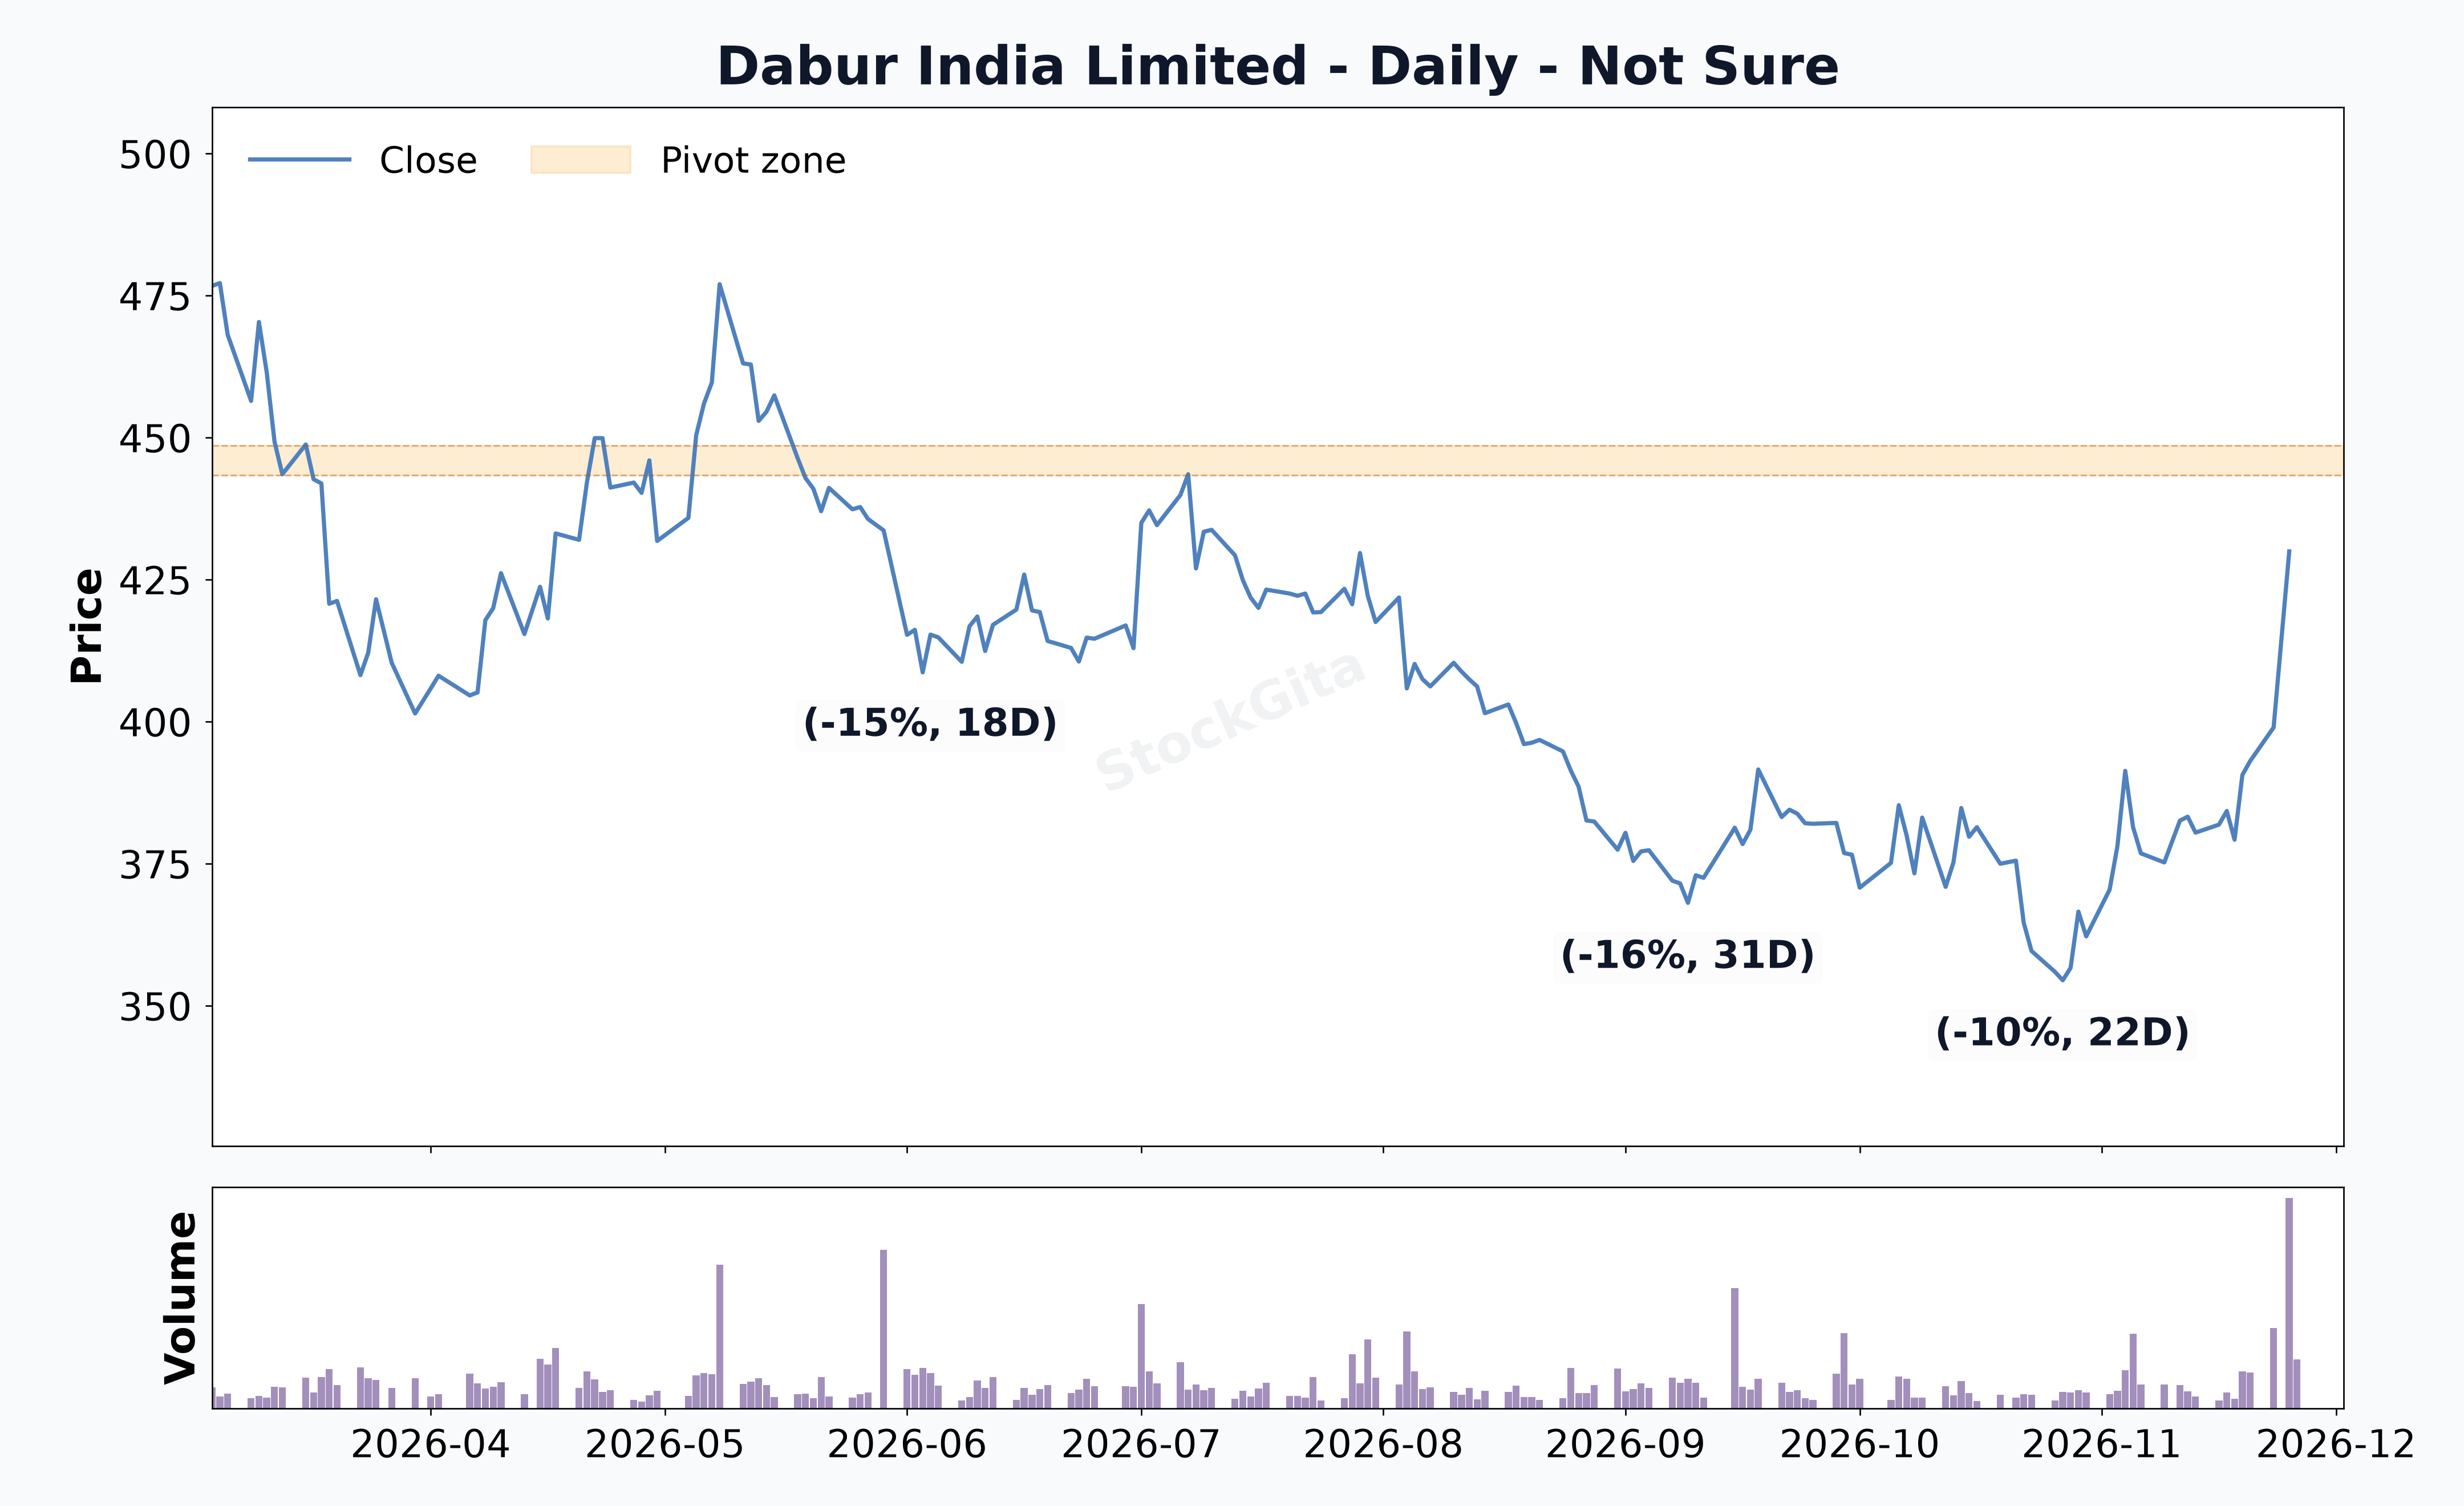 Dabur India Limited - Daily - Not Sure
Close
Pivot zone
500
475
450
425
400
375
350
Price
(-15%, 18D)
StockGita
(-16%, 31D)
(-10%, 22D)
Volume
2026-04
2026-05
2026-06
2026-07
2026-08
2026-09
2026-10
2026-11
2026-12